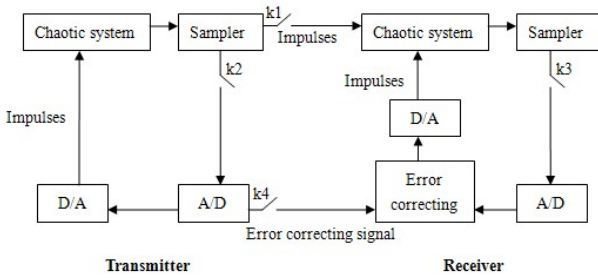 k1
Chaotic system
Sampler
Impulses
Chaotic system
Sampler
k2
k3
Impulses
Impulses
D/A
D/A
A/D
k4
Error
correcting
A/D
Error correcting signal
Transmitter
Receiver